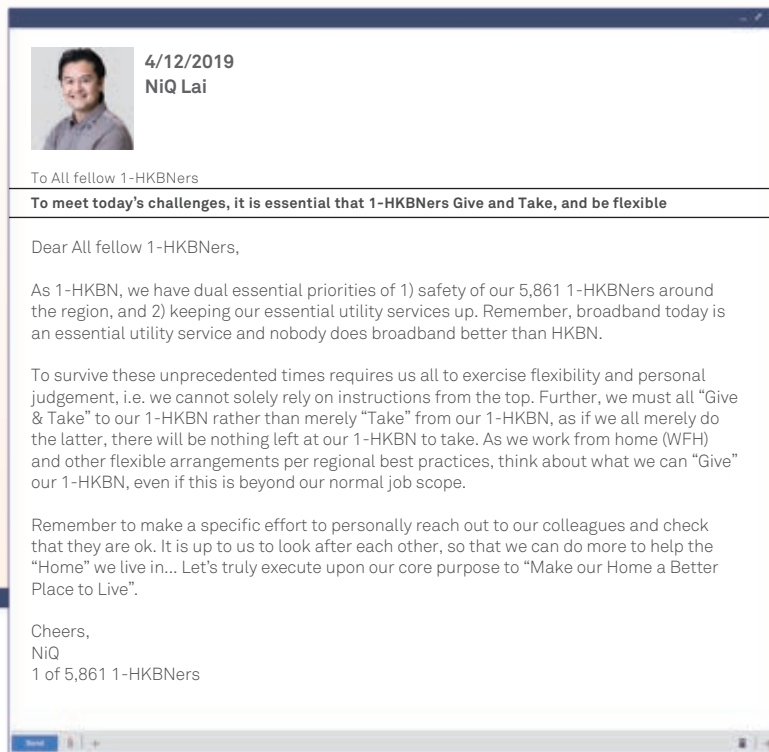 4/12/2019
NiQ Lai
To All fellow 1-HKBNers
To meet today's challenges, it is essential that 1-HKBNers Give and Take, and be flexible
Dear All fellow 1-HKBNers,
As 1-HKBN, we have dual essential priorities of 1) safety of our 5,861 1-HKBNers around
the region, and 2) keeping our essential utility services up. Remember, broadband today is
an essential utility service and nobody does broadband better than HKBN.
To survive these unprecedented times requires us all to exercise flexibility and personal
judgement, i.e. we cannot solely rely on instructions from the top. Further, we must all “Give
& Take” to our 1-HKBN rather than merely “Take” from our 1-HKBN, as if we all merely do
the latter, there will be nothing left at our 1-HKBN to take. As we work from home (WFH)
and other flexible arrangements per regional best practices, think about what we can “Give”
our 1-HKBN, even if this is beyond our normal job scope.
Remember to make a specific effort to personally reach out to our colleagues and check
that they are ok. It is up to us to look after each other, so that we can do more to help the
“Home” we live in... Let’s truly execute upon our core purpose to “Make our Home a Better
Place to Live”.
Cheers,
NiQ
1 of 5,861 1-HKBNers
Send